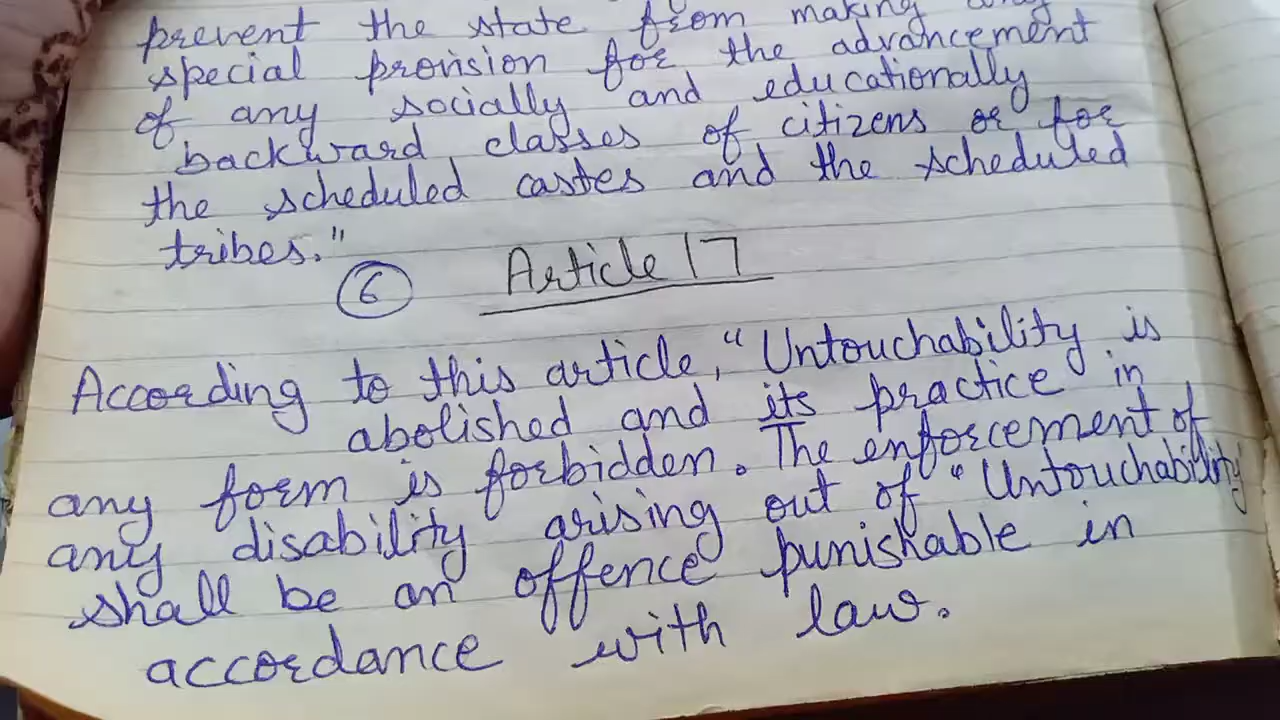 prevent the state from making any
special provision for the advancement
of any socially and educationally
backward classes of citizens or for
the scheduled castes and the scheduled
tribes."
6 Article 17
According to this article, "Untouchability is
abolished and its practice in
any form is forbidden. The enforcement of
any disability arising out of "Untouchability"
shall be an offence punishable in
accordance with law.